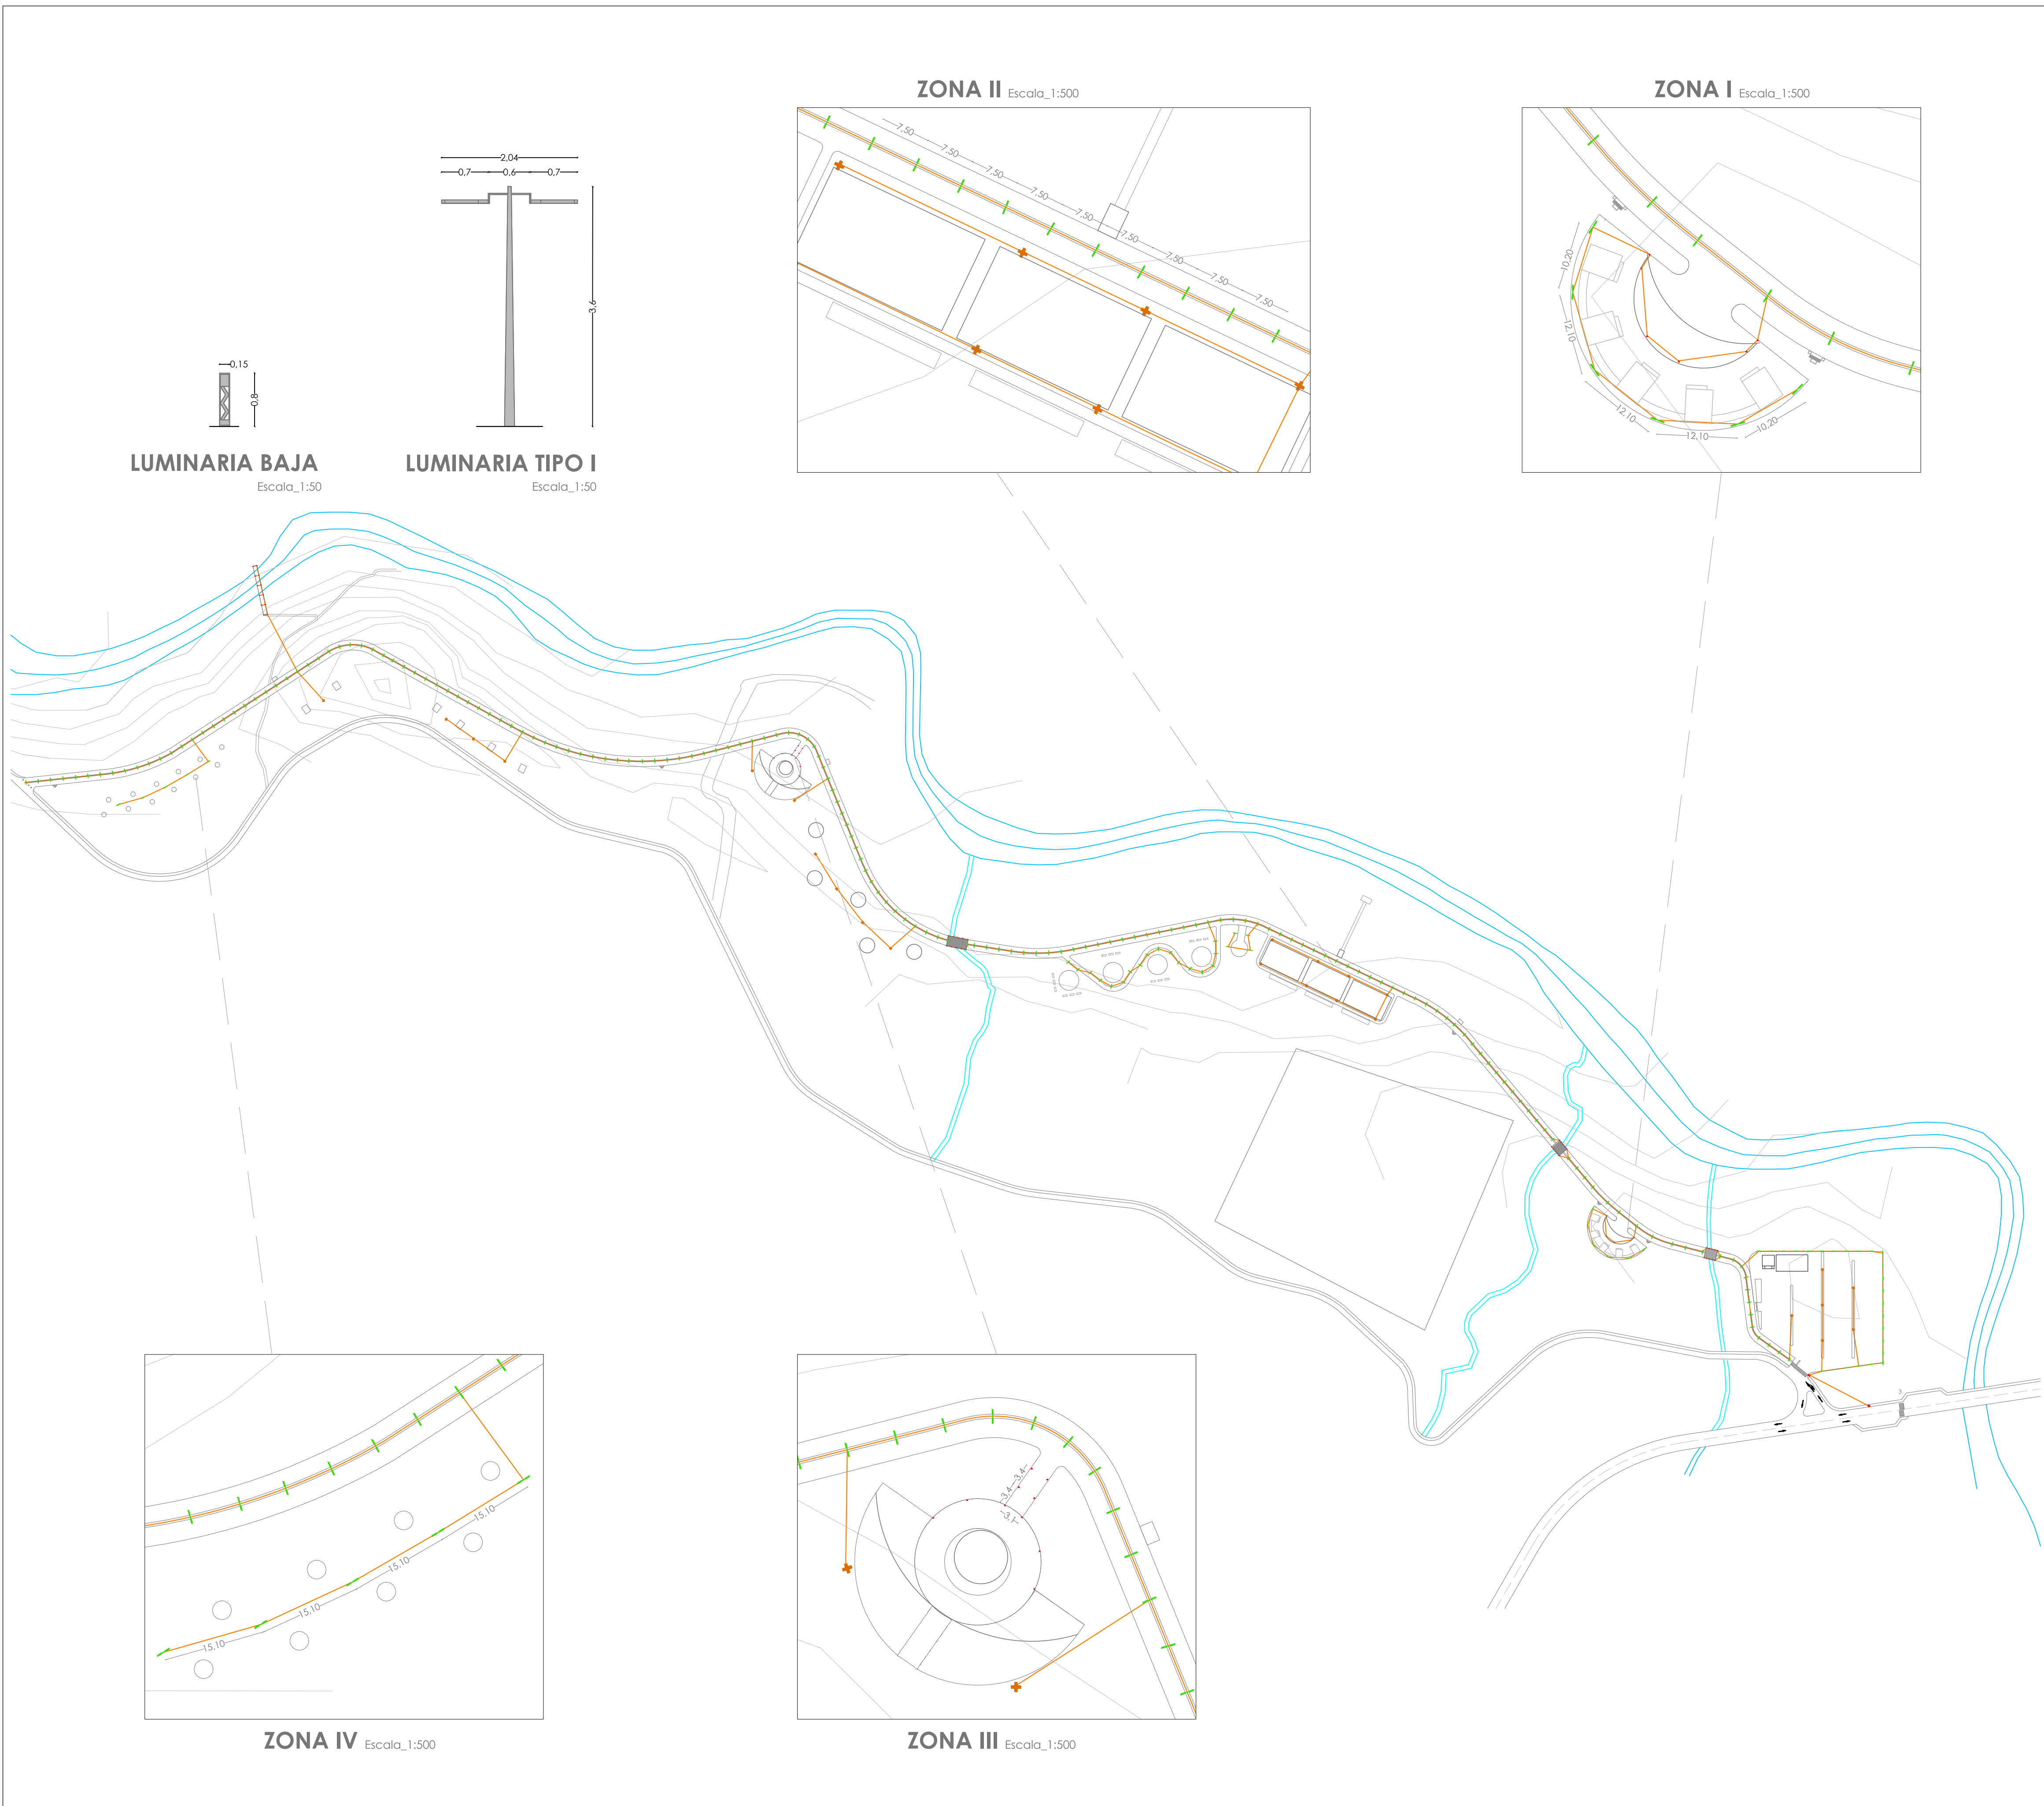 ZONA II Escala_1:500
ZONA I Escala_1:500
7,50
7,50
7,50
7,50
7,50
7,50
7,50
7,50
7,50
10,20
12,10
12,10
12,10
10,20
2,04
0,7 0,6 0,7
3,6
0,15
0,8
LUMINARIA BAJA
Escala_1:50
LUMINARIA TIPO I
Escala_1:50
3
15,10
15,10
15,10
15,10
3,4
3,4
3,1
ZONA IV Escala_1:500
ZONA III Escala_1:500